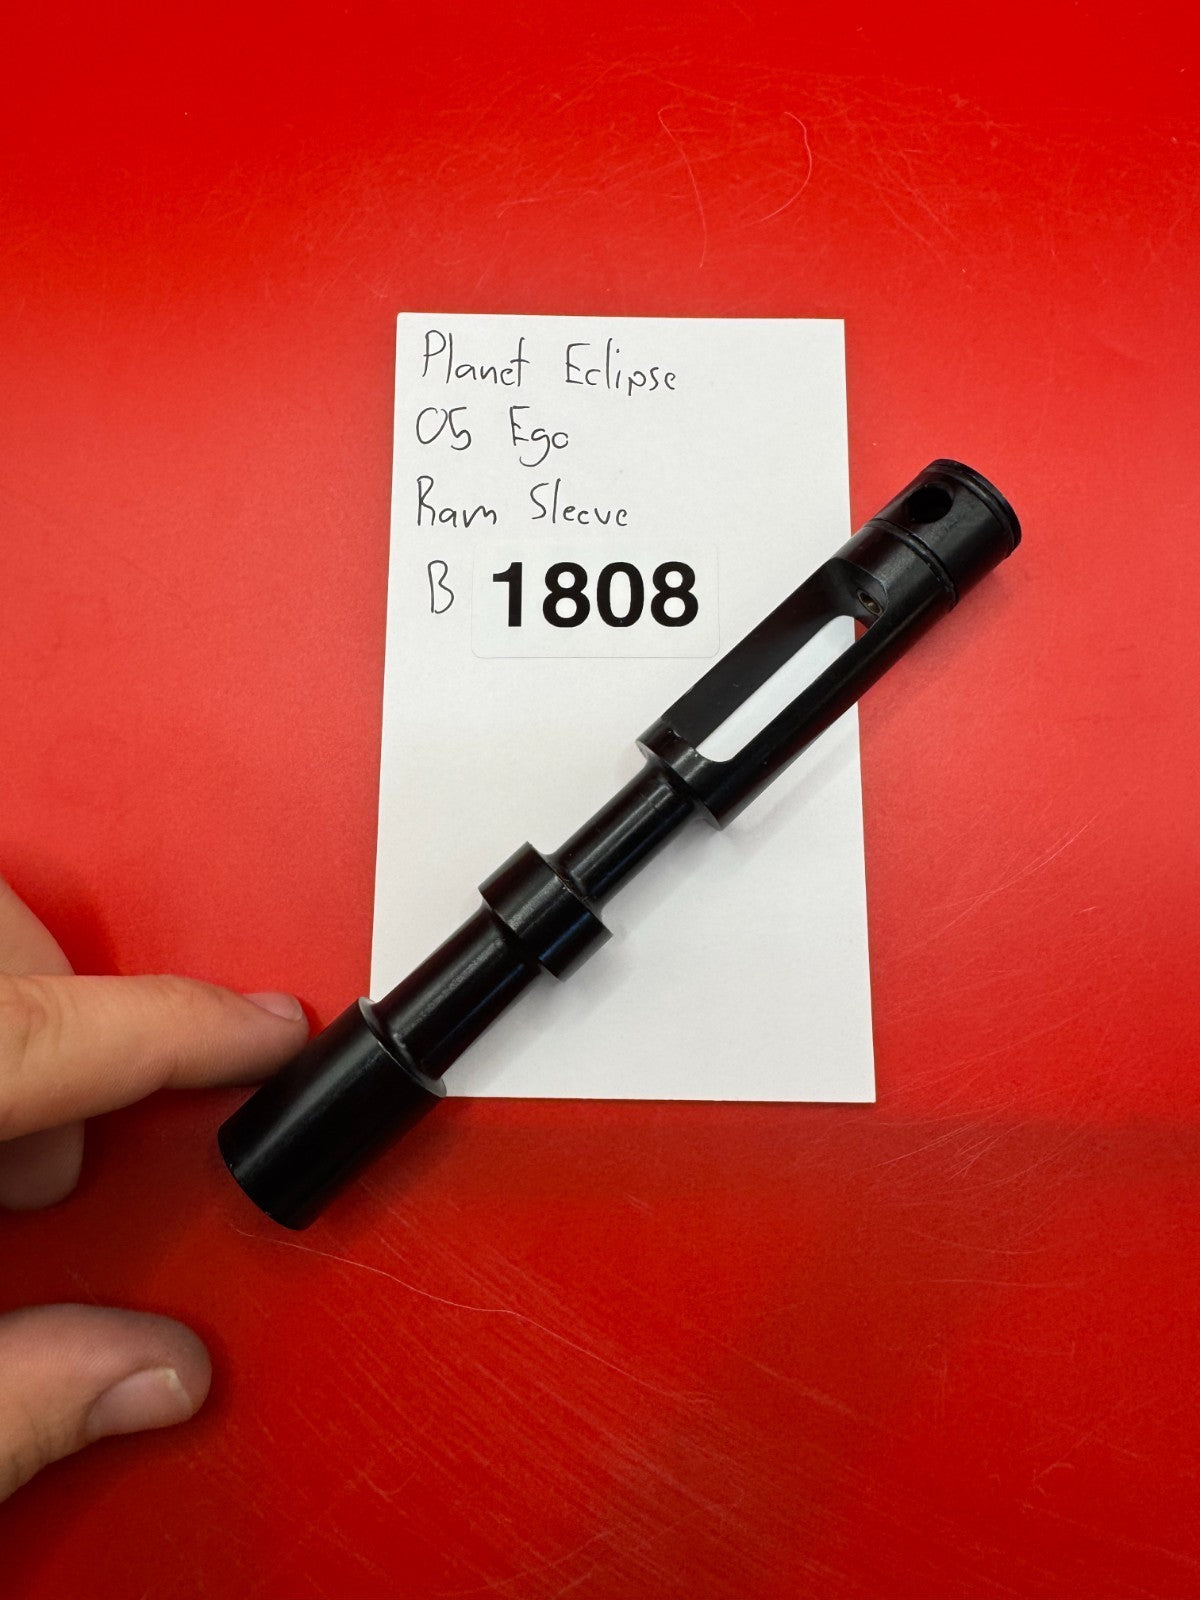 Planet Eclipse
05 Ego
Ram Sleeve
B 1808